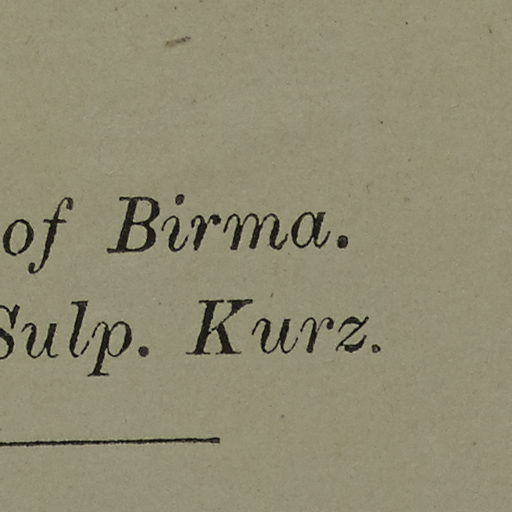 of Birma.
Sulp. Kurz.